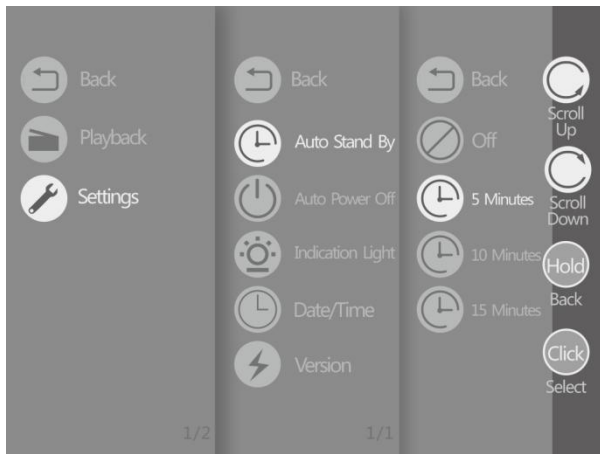 Back
Playback
Settings
1/2
Back
Auto Stand By
Auto Power Off
Indication Light
Date/Time
Version
1/1
Back
Off
5 Minutes
10 Minutes
15 Minutes
Scroll
Up
Scroll
Down
Hold
Back
Click
Select